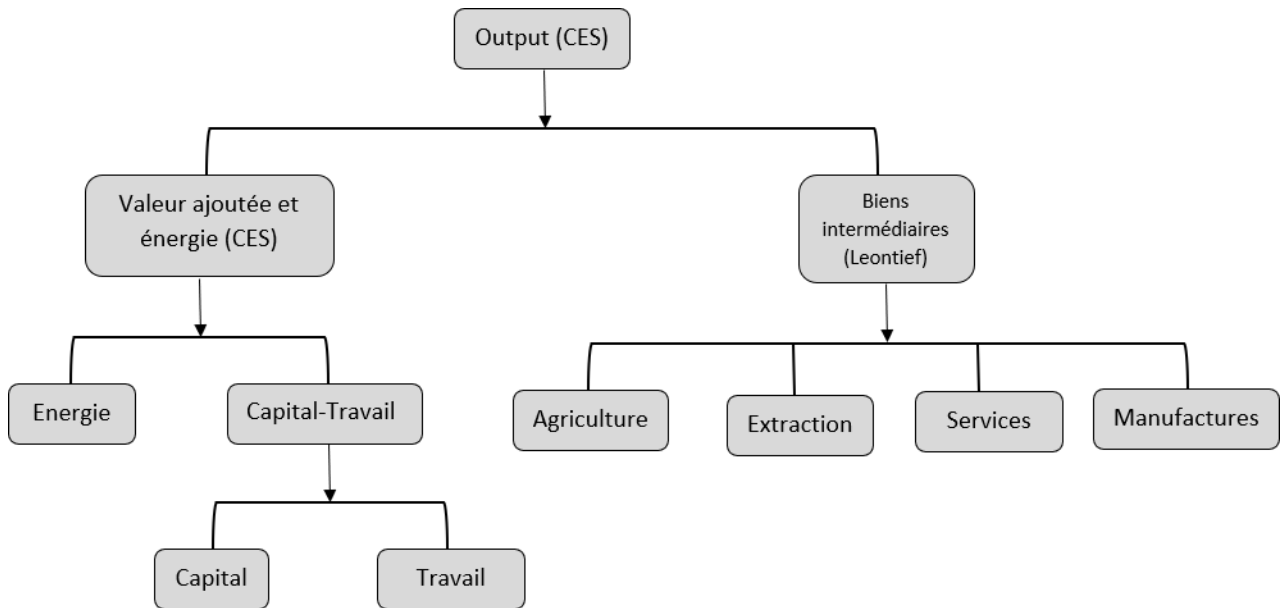 Output (CES)
Valeur ajoutée et
énergie (CES)
Biens
intermédiaires
(Leontief)
Energie
Capital-Travail
Agriculture
Extraction
Services
Manufactures
Capital
Travail